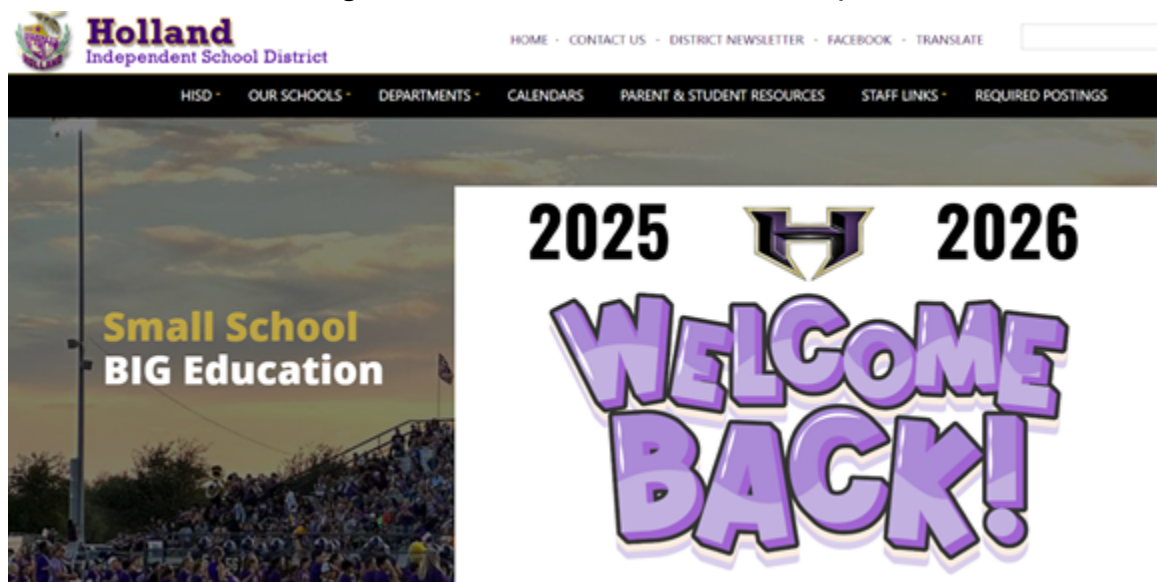 Holland
Independent School District
HOME - CONTACT US - DISTRICT NEWSLETTER - FACEBOOK - TRANSLATE
HISD OUR SCHOOLS DEPARTMENTS CALENDARS PARENT & STUDENT RESOURCES STAFF LINKS REQUIRED POSTINGS
2025 H 2026
Small School
BIG Education
WELCOME
BACK!